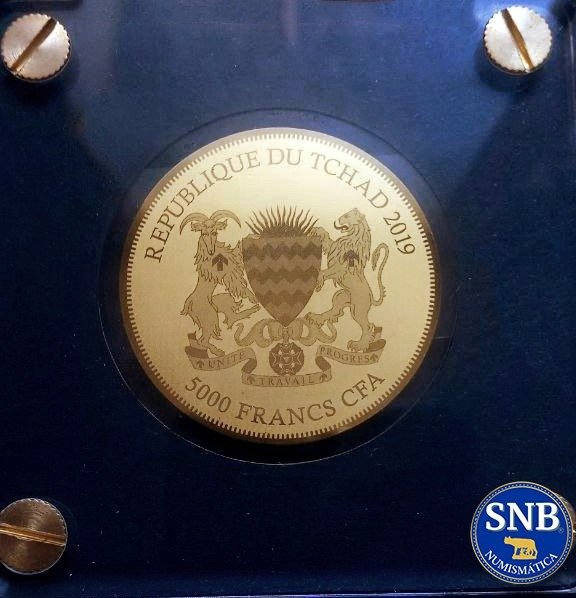 REPUBLIQUE DU TCHAD 2019
UNITE TRAVAIL PROGRES
5000 FRANCS CFA
SNB
NUMISMÁTICA